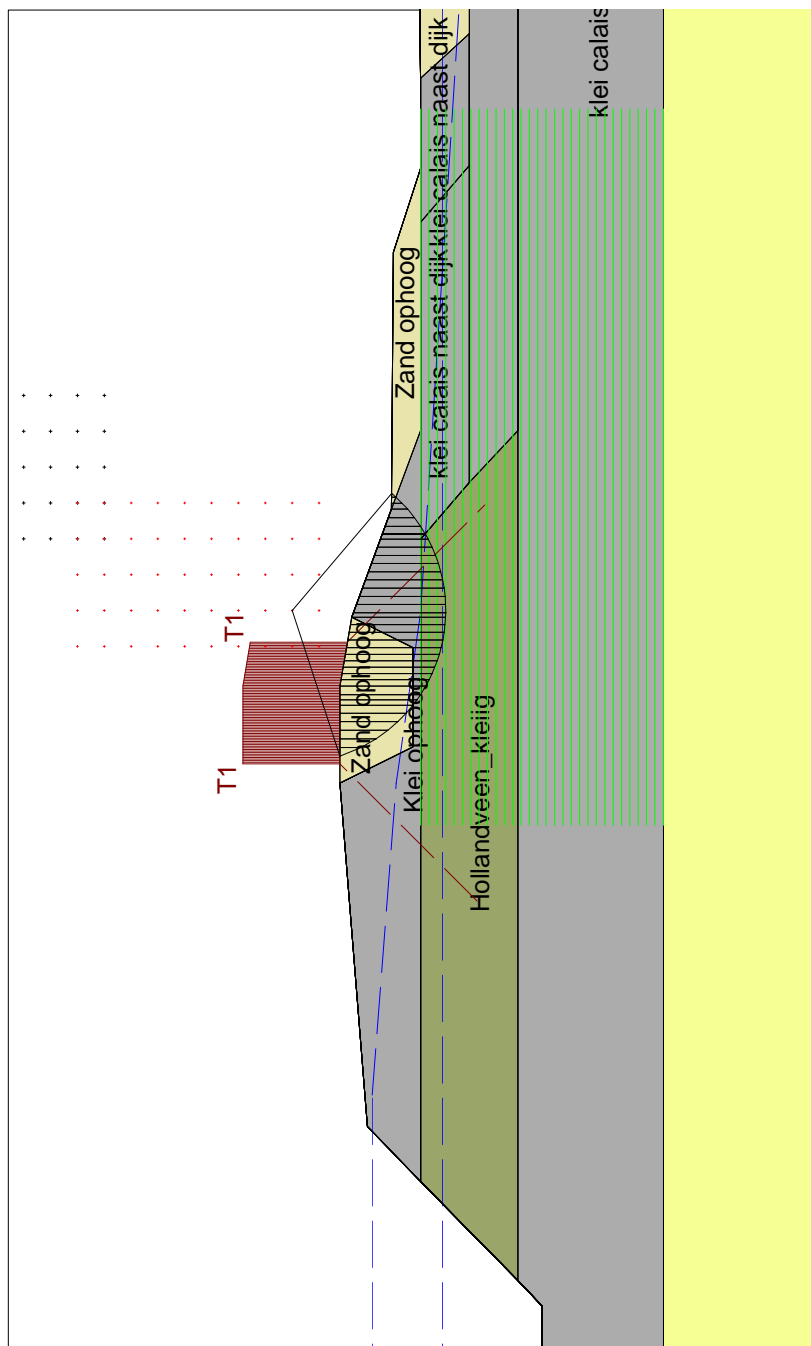 T1
T1
Zand ophoog
Klei ophoog
Hollandveen_kleiig
Zand ophoog
klei calais naast dijk
klei calais naast dijk
klei calais